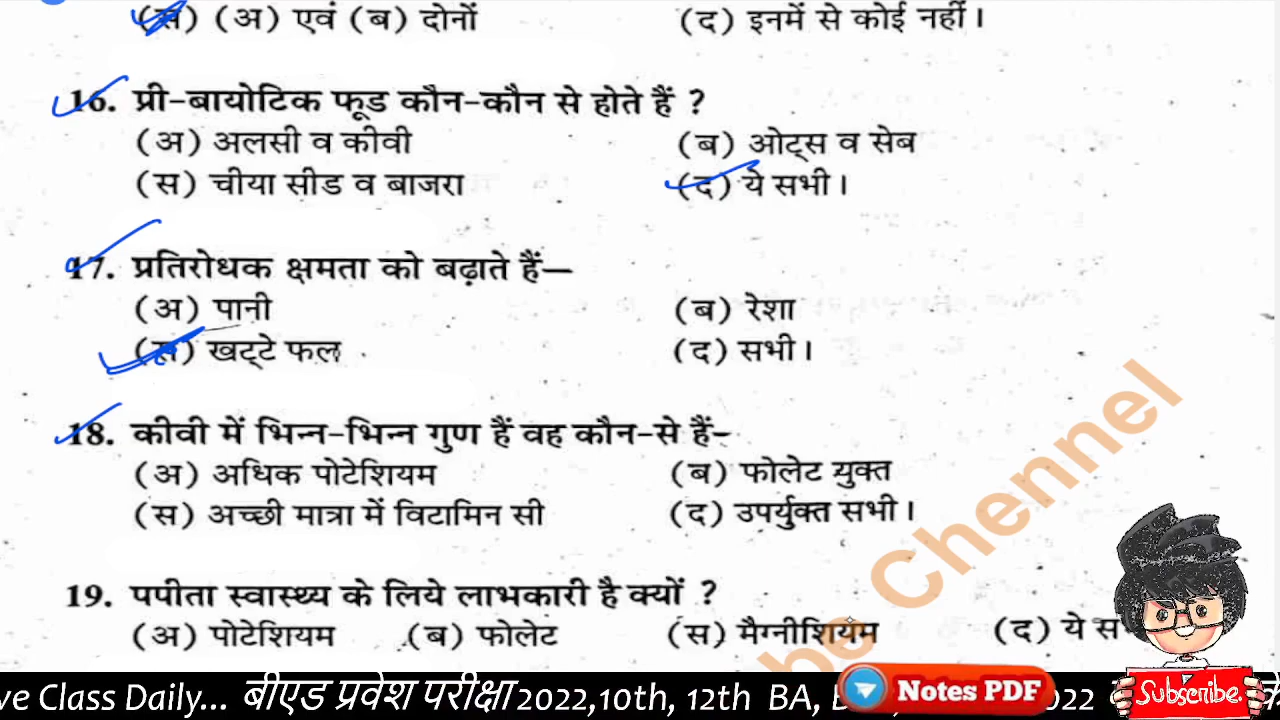 (स) (अ) एवं (ब) दोनों (द) इनमें से कोई नहीं।
16. प्री-बायोटिक फूड कौन-कौन से होते हैं ?
(अ) अलसी व कीवी (ब) ओट्स व सेब
(स) चीया सीड व बाजरा (द) ये सभी।
17. प्रतिरोधक क्षमता को बढ़ाते हैं—
(अ) पानी (ब) रेशा
(स) खट्टे फल (द) सभी।
18. कीवी में भिन्न-भिन्न गुण हैं वह कौन-से हैं-
(अ) अधिक पोटेशियम (ब) फोलेट युक्त
(स) अच्छी मात्रा में विटामिन सी (द) उपर्युक्त सभी।
19. पपीता स्वास्थ्य के लिये लाभकारी है क्यों ?
(अ) पोटेशियम (ब) फोलेट (स) मैग्नीशियम (द) ये
be Chennel
ve Class Daily... बीएड प्रवेश परीक्षा 2022,10th, 12th BA,
Notes PDF
Subscribe.